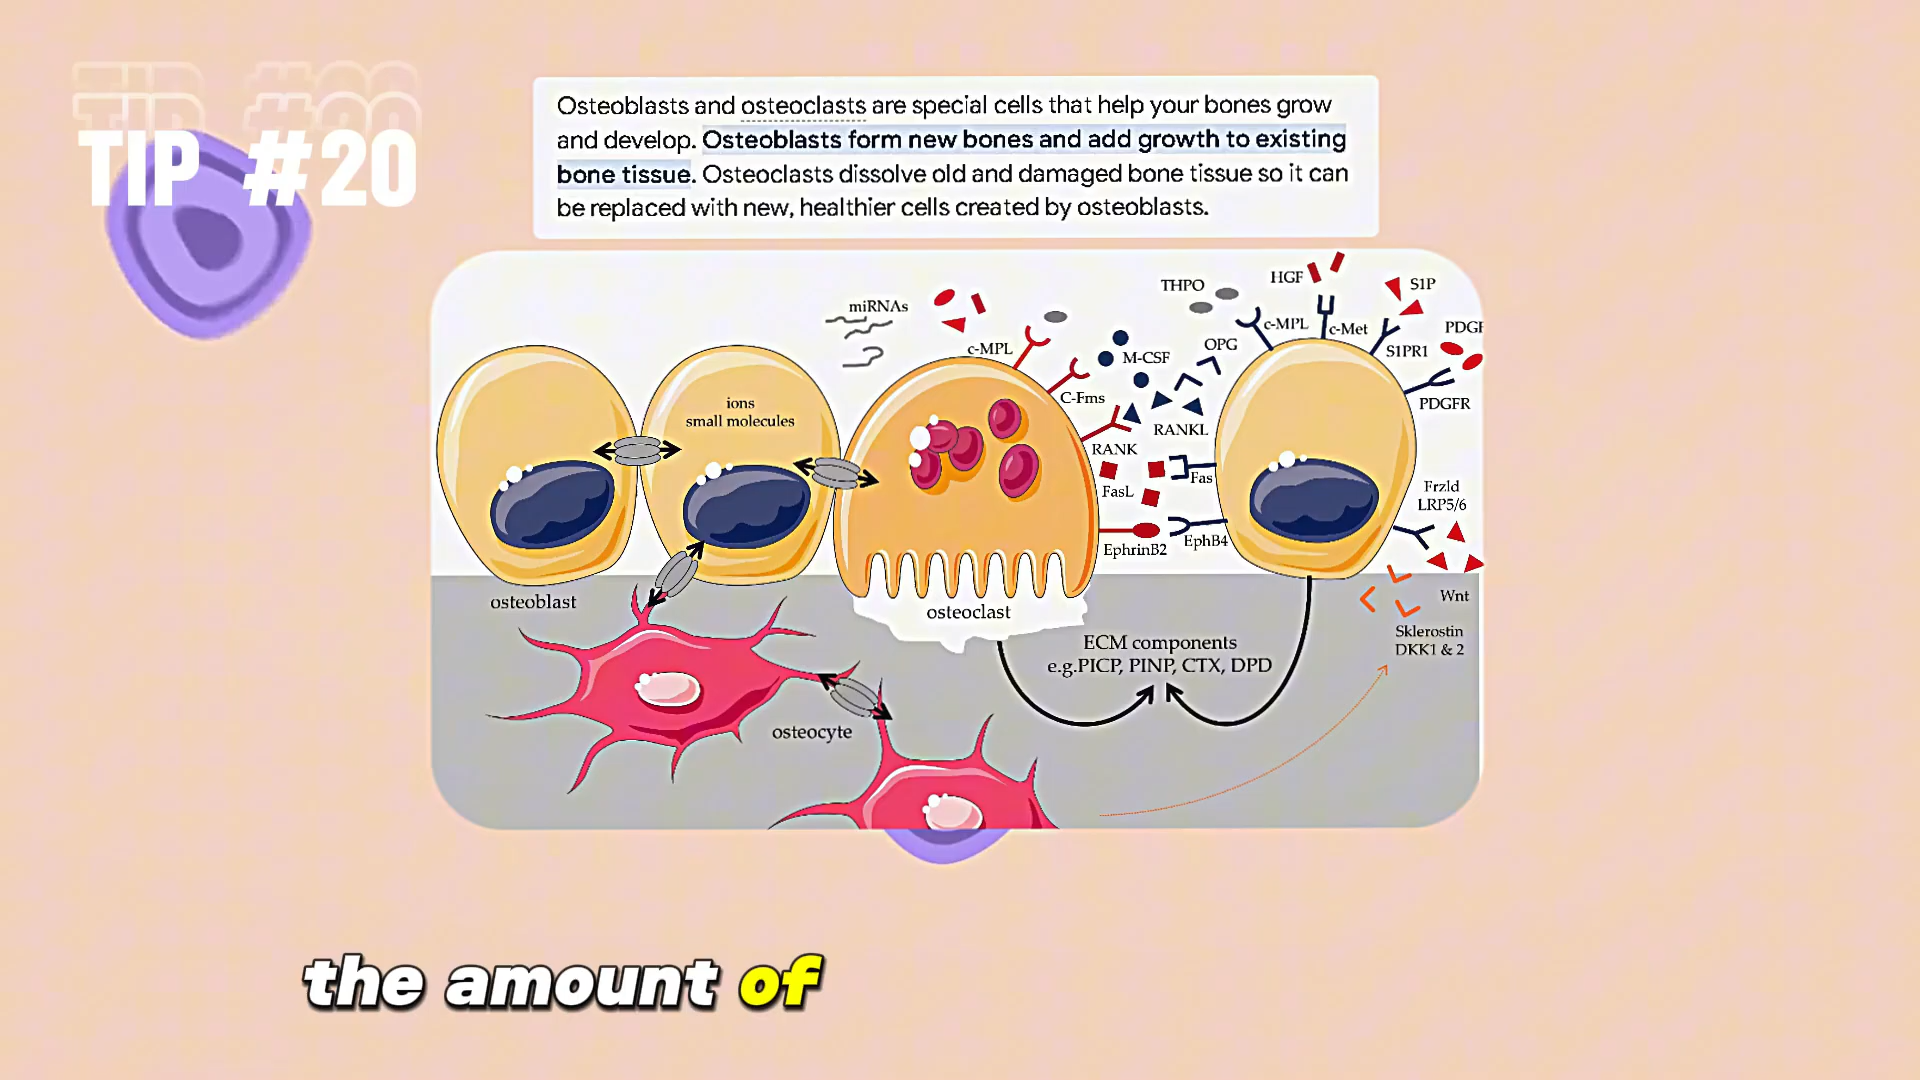 TIP #20
Osteoblasts and osteoclasts are special cells that help your bones grow
and develop. Osteoblasts form new bones and add growth to existing
bone tissue. Osteoclasts dissolve old and damaged bone tissue so it can
be replaced with new, healthier cells created by osteoblasts.
miRNAs
THPO
HGF
S1P
c-MPL
c-MPL
c-Met
PDGF
M-CSF
OPG
S1PR1
C-Fms
PDGFR
ions
small molecules
RANKL
RANK
FasL
Fas
Frzld
LRP5/6
EphrinB2
EphB4
osteoblast
osteoclast
Wnt
Sklerostin
DKK1 & 2
ECM components
e.g.PICP, PINP, CTX, DPD
osteocyte
the amount of